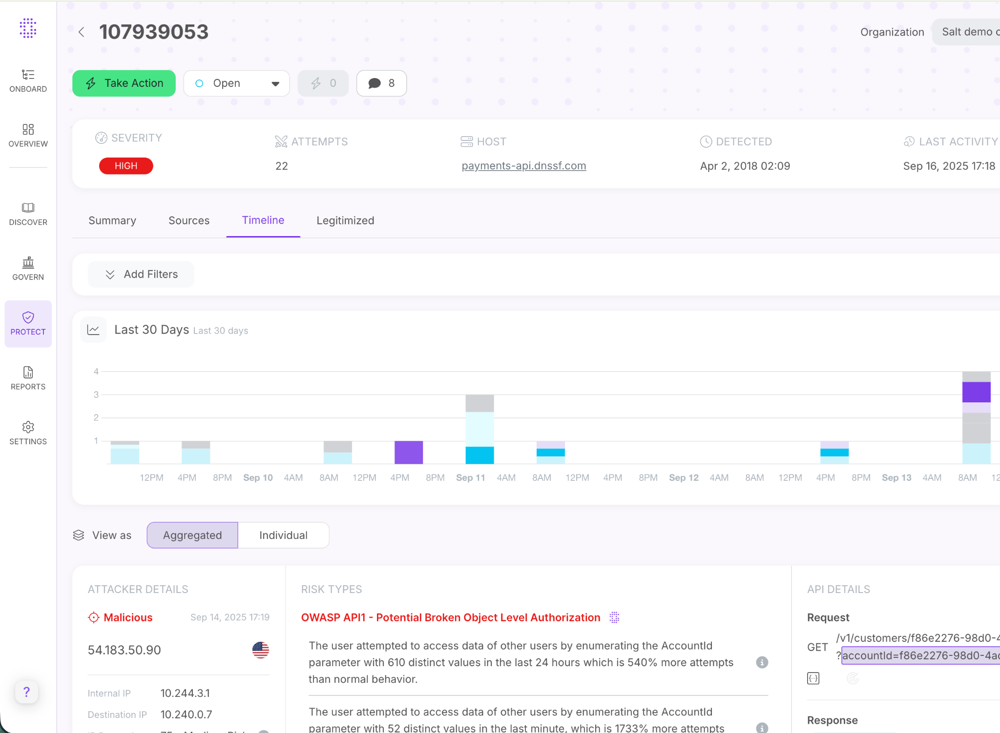 107939053
Organization
Salt demo
ONBOARD
OVERVIEW
DISCOVER
GOVERN
PROTECT
REPORTS
SETTINGS
?
Take Action
Open
0
8
SEVERITY
HIGH
ATTEMPTS
22
HOST
payments-api.dnssf.com
DETECTED
Apr 2, 2018 02:09
LAST ACTIVITY
Sep 16, 2025 17:18
Summary Sources Timeline Legitimized
Add Filters
Last 30 Days Last 30 days
4
3
2
1
12PM 4PM 8PM Sep 10 4AM 8AM 12PM 4PM 8PM Sep 11 4AM 8AM 12PM 4PM 8PM Sep 12 4AM 8AM 12PM 4PM 8PM Sep 13 4AM 8AM 12
View as Aggregated Individual
ATTACKER DETAILS
Malicious Sep 14, 2025 17:19
54.183.50.90
Internal IP 10.244.3.1
Destination IP 10.240.0.7
RISK TYPES
OWASP API1 - Potential Broken Object Level Authorization
The user attempted to access data of other users by enumerating the AccountId
parameter with 610 distinct values in the last 24 hours which is 540% more attempts
than normal behavior.
The user attempted to access data of other users by enumerating the AccountId
parameter with 52 distinct values in the last minute, which is 1733% more attempts
API DETAILS
Request
GET
/v1/customers/f86e2276-98d0-4
?accountId=f86e2276-98d0-4a
Response